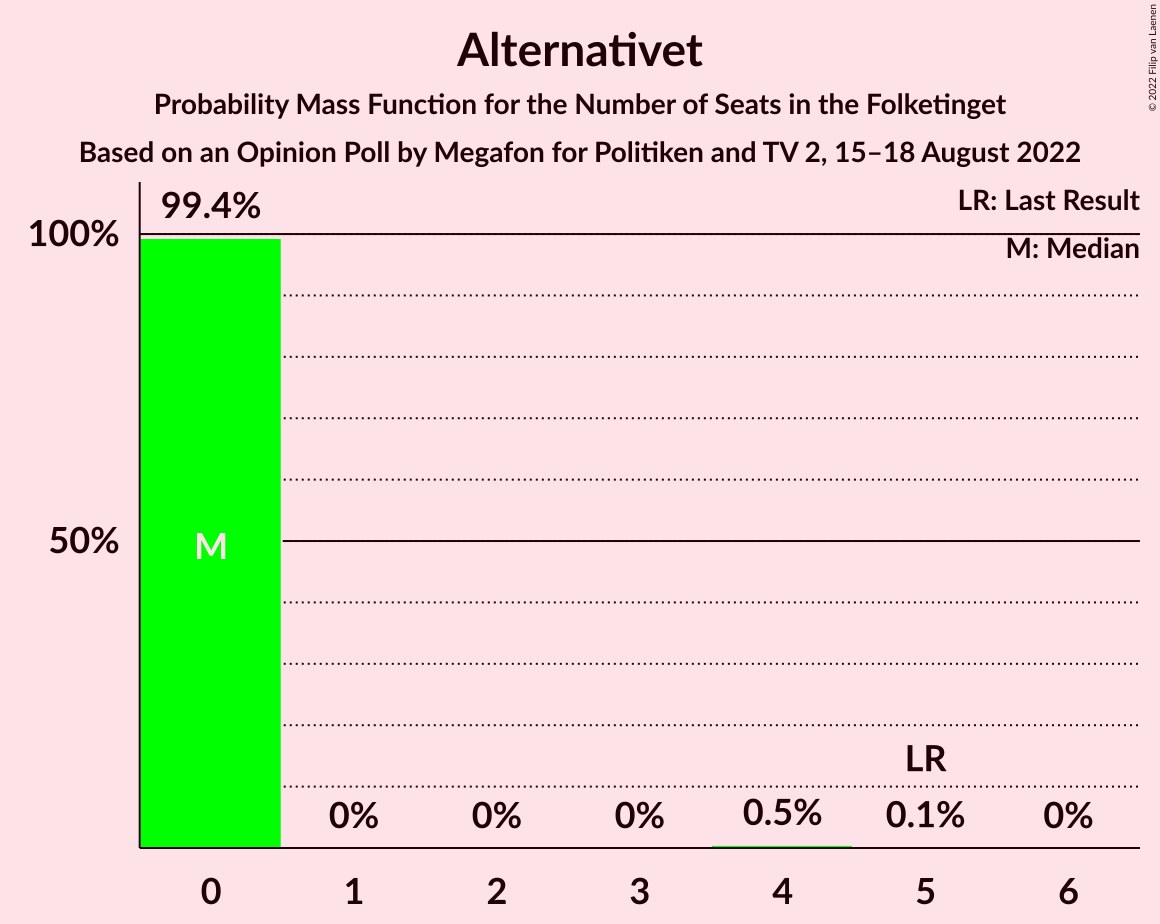 Alternativet
Probability Mass Function for the Number of Seats in the Folketinget
Based on an Opinion Poll by Megafon for Politiken and TV 2, 15–18 August 2022
© 2022 Filip van Laenen
LR: Last Result
M: Median
99.4%
100%
50%
M
LR
0% 0% 0% 0.5% 0.1% 0%
0 1 2 3 4 5 6